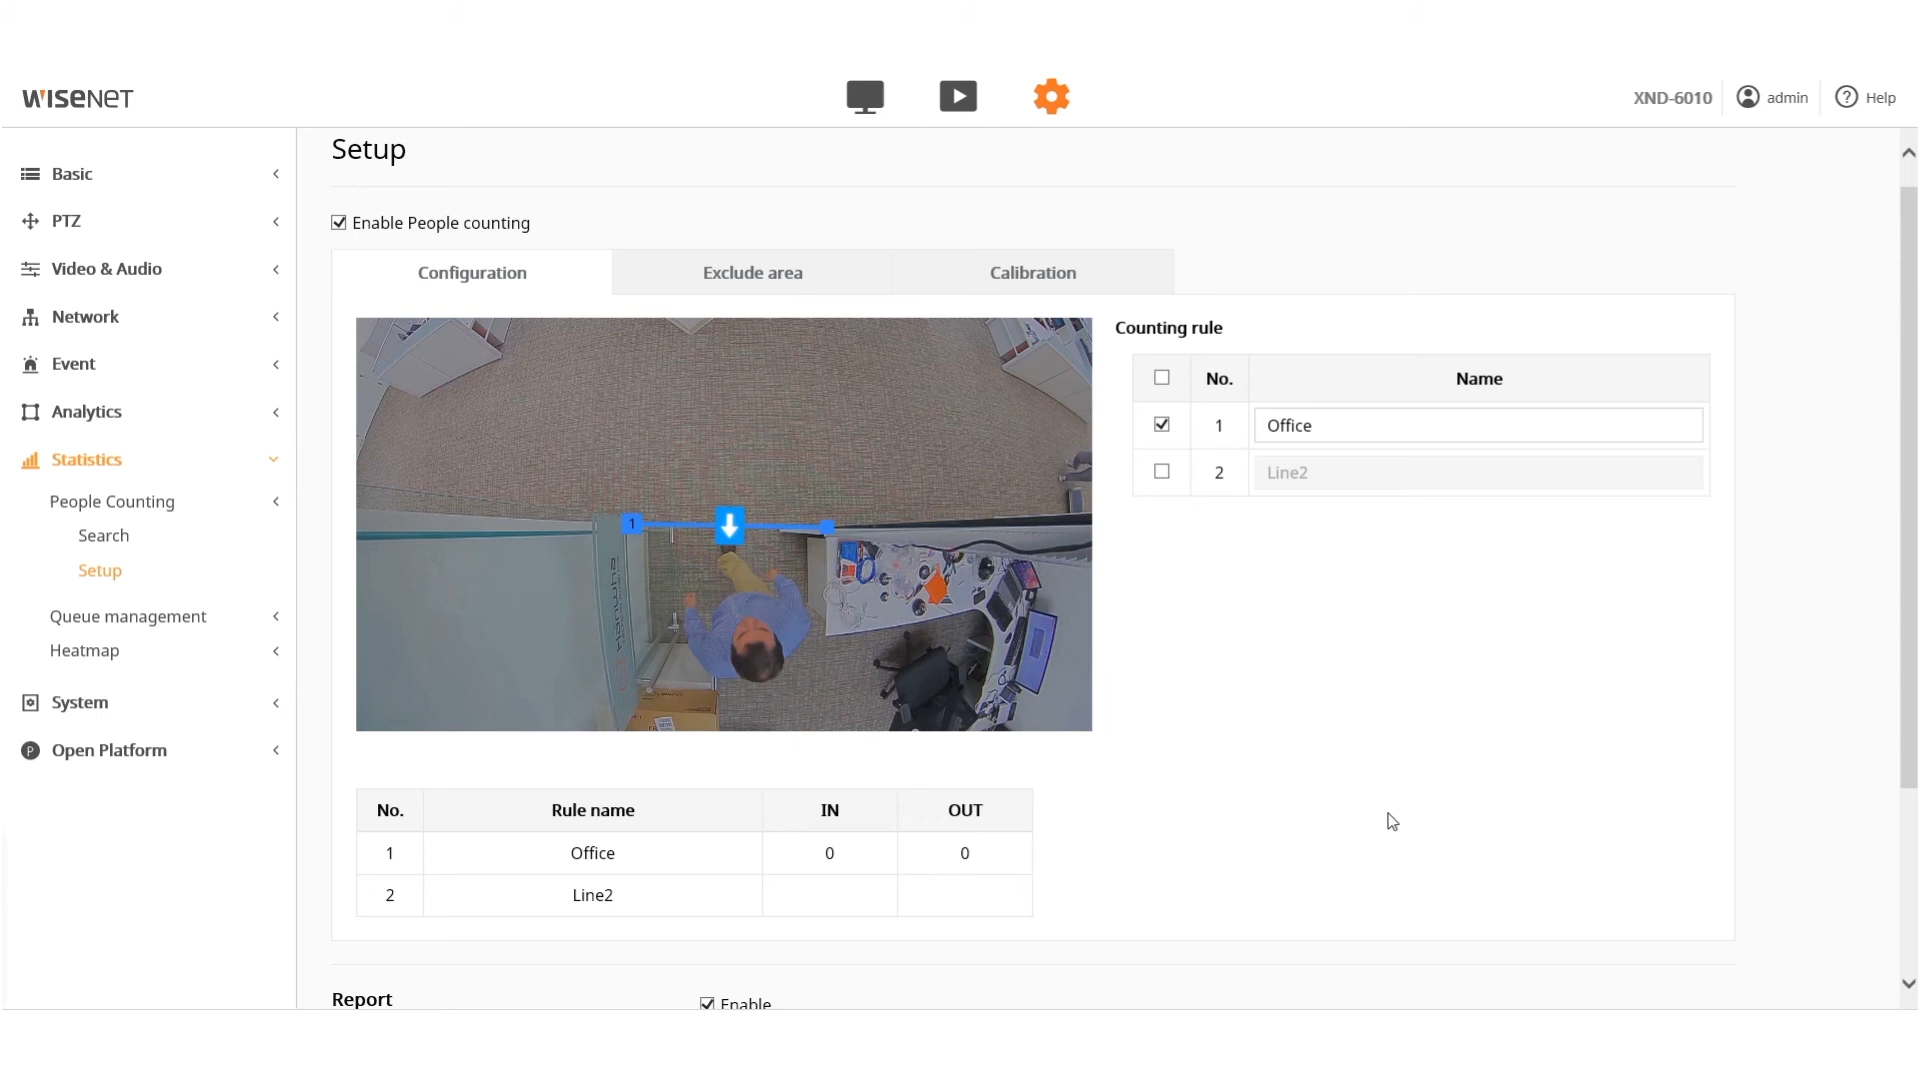 WISENET
XND-6010
admin
Help
Basic
PTZ
Video & Audio
Network
Event
Analytics
Statistics
People Counting
Search
Setup
Queue management
Heatmap
System
P Open Platform
Setup
Enable People counting
Configuration Exclude area Calibration
1
Hanwha
Counting rule
No. Name
1 Office
2 Line2
No. Rule name IN OUT
1 Office 0 0
2 Line2
Report Enable